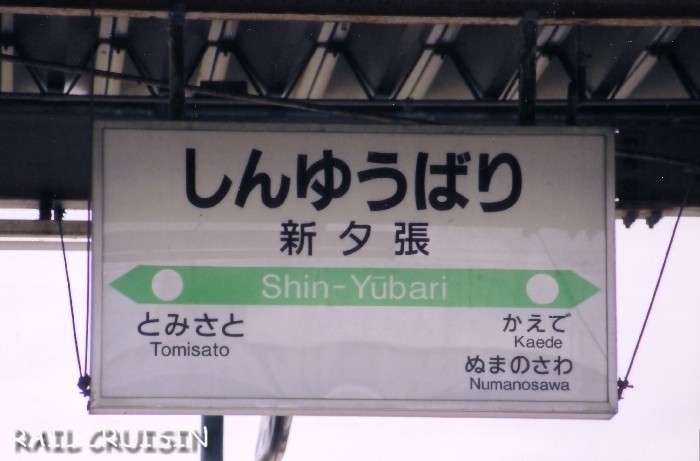 しんゆうばり
新夕張
Shin-Yūbari
とみさと
Tomisato
かえで
Kaede
ぬまのさわ
Numanosawa
RAIL CRUISIN